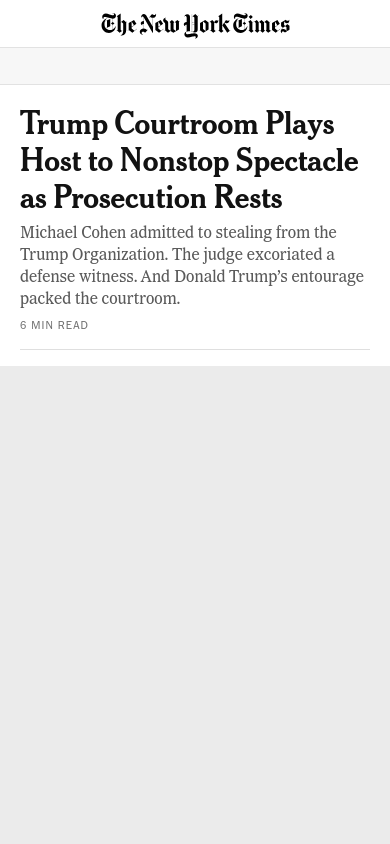 The New York Times
Trump Courtroom Plays
Host to Nonstop Spectacle
as Prosecution Rests
Michael Cohen admitted to stealing from the
Trump Organization. The judge excoriated a
defense witness. And Donald Trump’s entourage
packed the courtroom.
6 MIN READ